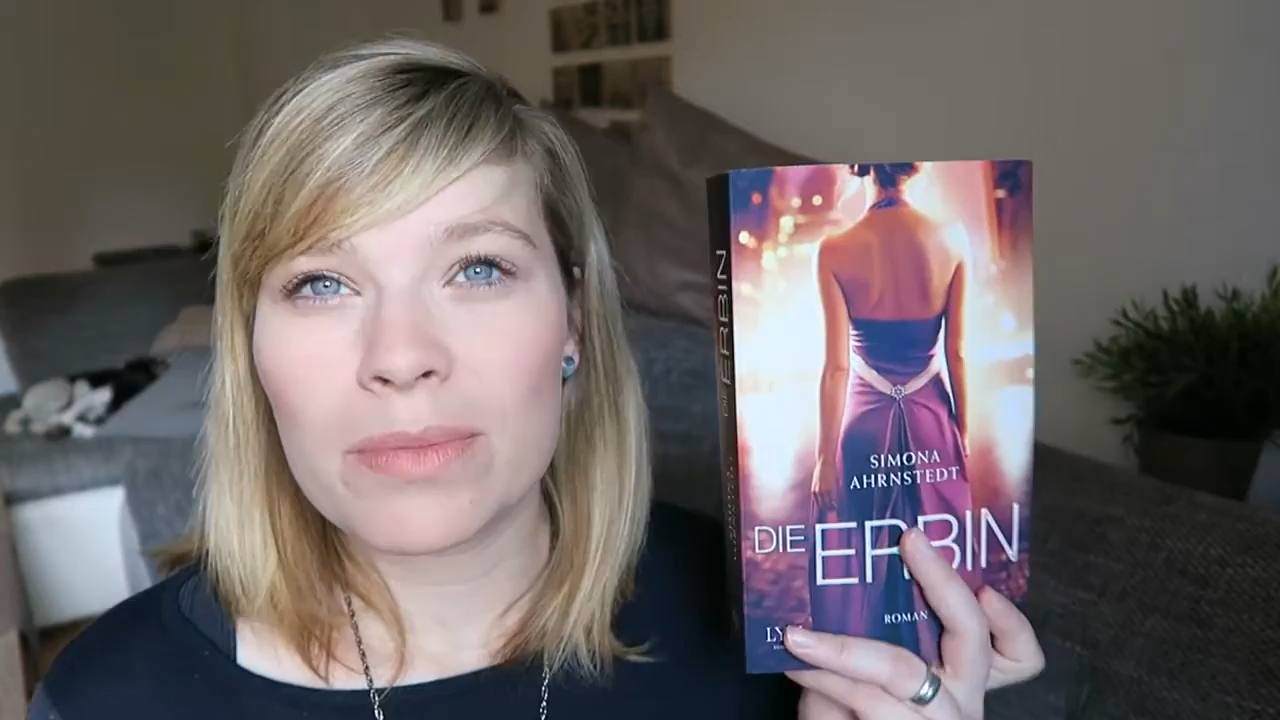 SIMONA
AHRNSTEDT
DIE ERBIN
ROMAN
DIE ERBIN